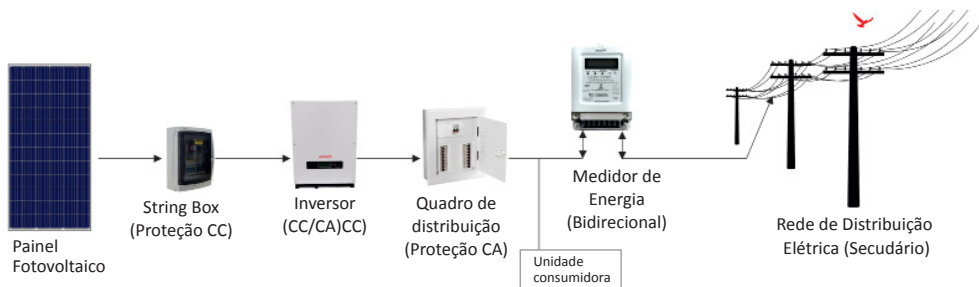 Painel
Fotovoltaico
String Box
(Proteção CC)
Inversor
(CC/CA)CC)
Quadro de
distribuição
(Proteção CA)
Unidade
consumidora
Medidor de
Energia
(Bidirecional)
Rede de Distribuição
Elétrica (Secudário)